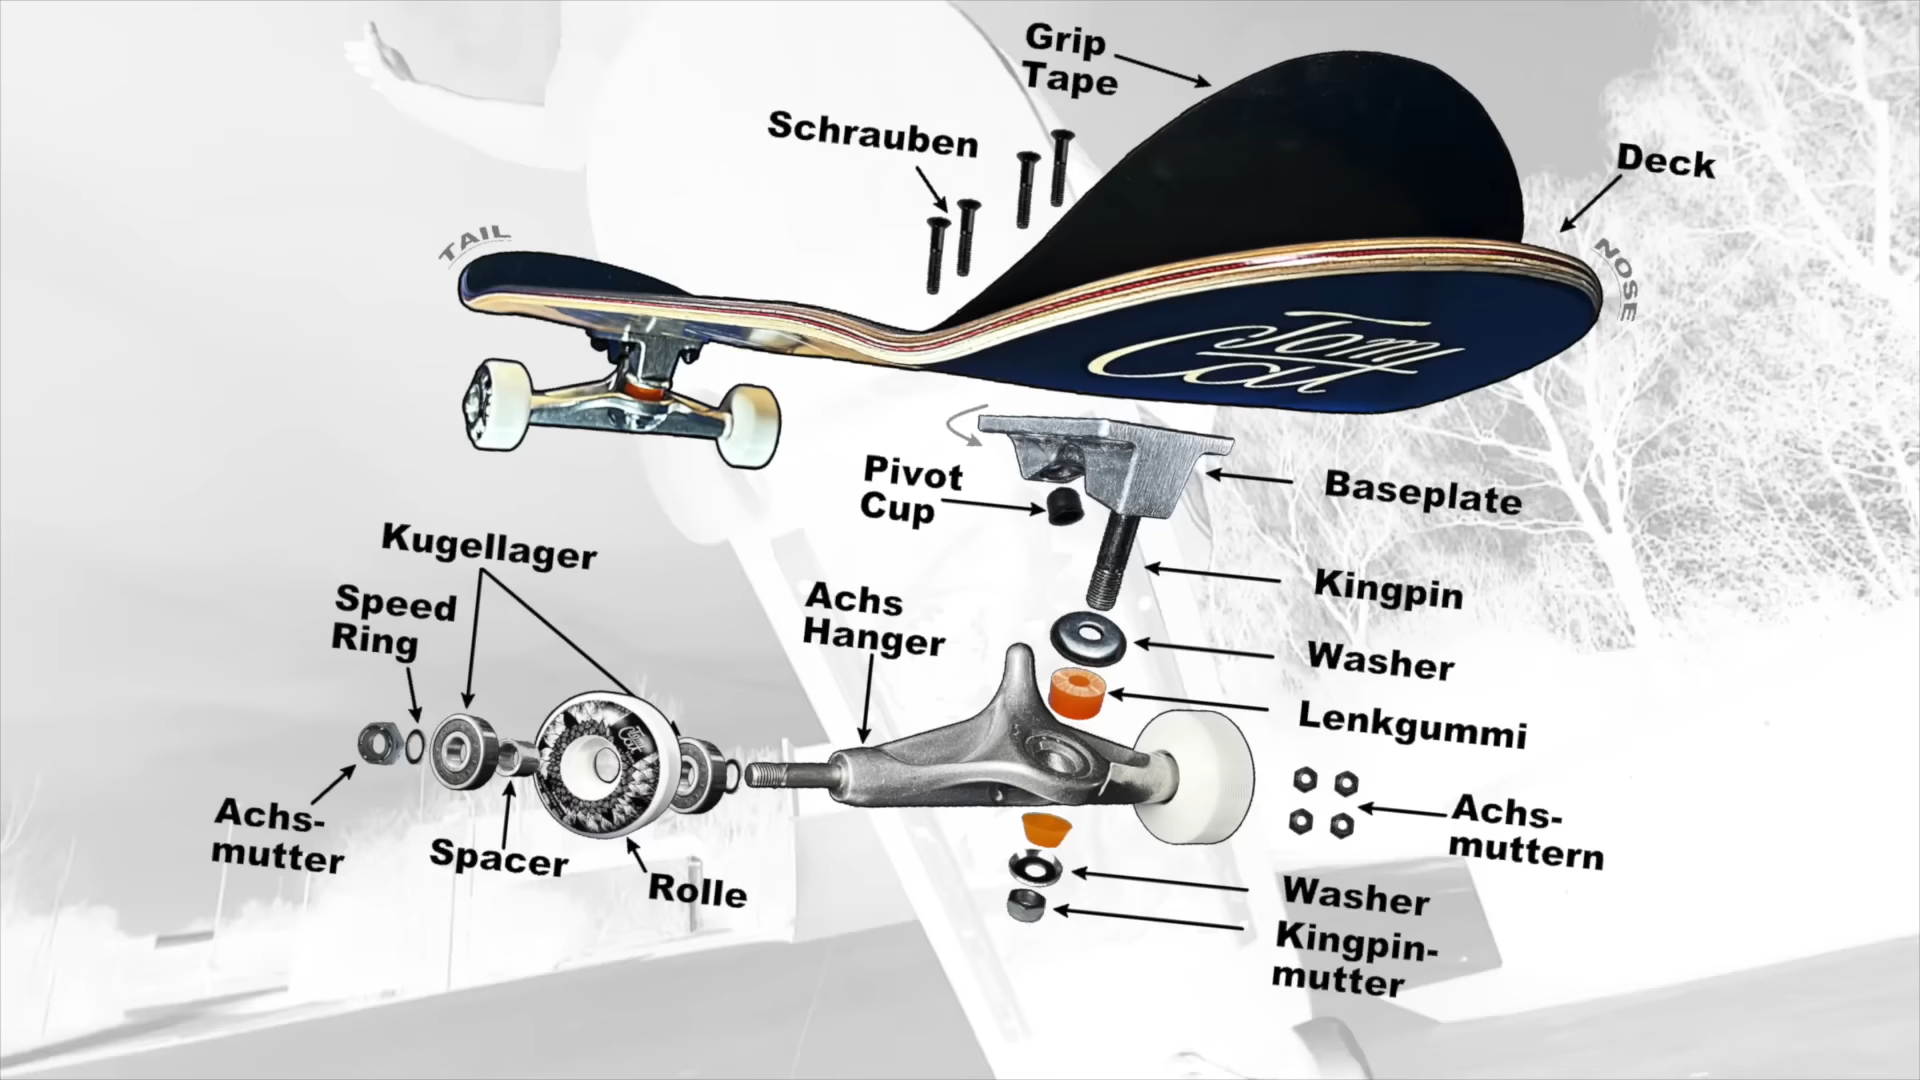 Grip
Tape
Schrauben
Deck
TAIL
NOSE
Tom
Cat
Pivot
Cup
Baseplate
Kugellager
Kingpin
Speed
Ring
Achs
Hanger
Washer
Lenkgummi
Achs-
mutter
Spacer
Rolle
Achs-
muttern
Washer
Kingpin-
mutter